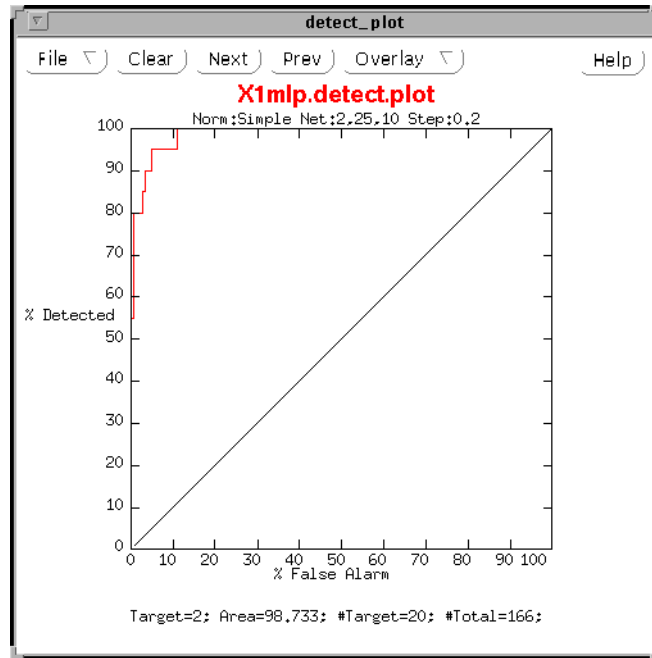 detect_plot
File Clear Next Prev Overlay Help
X1mlp.detect.plot
Norm:Simple Net:2,25,10 Step:0.2
100
90
80
70
60
% Detected
50
40
30
20
10
0
0 10 20 30 40 50 60 70 80 90 100
% False Alarm
Target=2; Area=98.733; #Target=20; #Total=166;